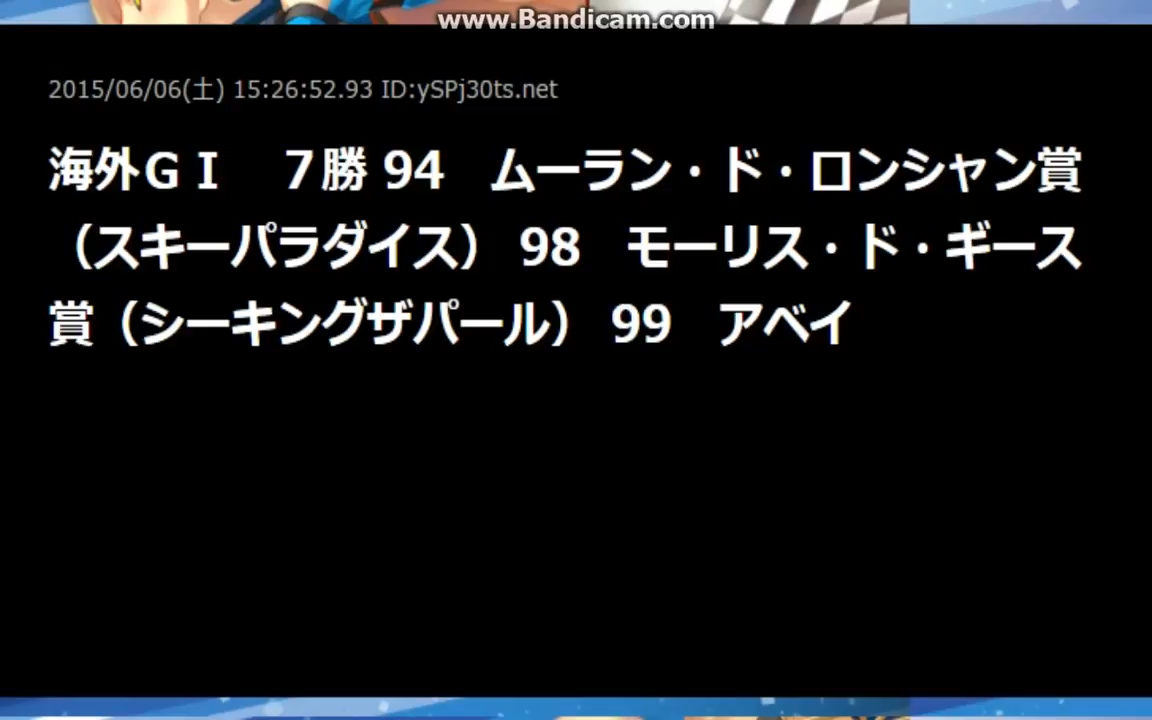 www.Bandicam.com
2015/06/06(土) 15:26:52.93 ID:ySPj30ts.net
海外ＧＩ　７勝 94　ムーラン・ド・ロンシャン賞
（スキーパラダイス） 98　モーリス・ド・ギース
賞（シーキングザパール） 99　アベイ